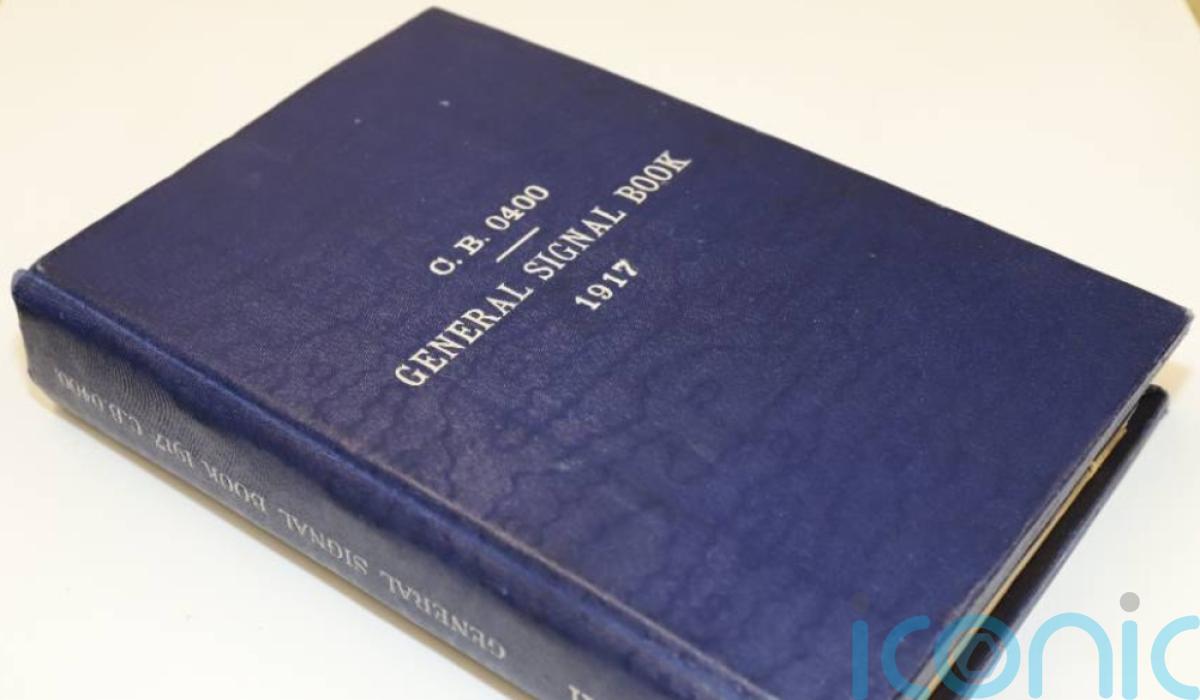 C. B. 0400
GENERAL SIGNAL BOOK
1917
GENERAL SIGNAL BOOK 1917 C.B.0400.
iconic